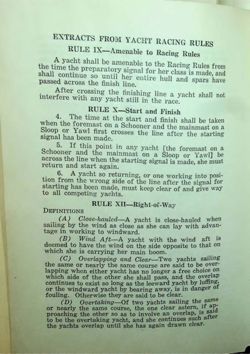 EXTRACTS FROM YACHT RACING RULES
RULE IX—Amenable to Racing Rules
A yacht shall be amenable to the Racing Rules from
the time the preparatory signal for her class is made, and
shall continue so until her entire hull and spars have
passed across the finish line.
After crossing the finishing line a yacht shall not
interfere with any yacht still in the race.
RULE X—Start and Finish
4. The time at the start and finish shall be taken
when the foremast on a Schooner and the mainmast on a
Sloop or Yawl first crosses the line after the starting
signal has been made.
5. If this point in any yacht [the foremast on a
Schooner and the mainmast on a Sloop or Yawl] be
across the line when the starting signal is made, she must
return and start again.
6. A yacht so returning, or one working into posi-
tion from the wrong side of the line after the signal for
starting has been made, must keep clear of and give way
to all competing yachts.
RULE XII—Right-of-Way
DEFINITIONS
(A) Close-hauled—A yacht is close-hauled when
sailing by the wind as close as she can lay with advan-
tage in working to windward.
(B) Wind Aft—A yacht with the wind aft is
deemed to have the wind on the side opposite to that on
which she is carrying her main boom.
(C) Overlapping and Clear—Two yachts sailing
the same or nearly the same course are said to be over-
lapping when either yacht has no longer a free choice on
which side of the other she shall pass, and the overlap
continues to exist so long as the leeward yacht by luffing,
or the windward yacht by bearing away, is in danger of
fouling. Otherwise they are said to be clear.
(D) Overtaking—Of two yachts sailing the same
or nearly the same course, the one clear astern, if ap-
proaching the other so as to involve an overlap, is said
to be the overtaking yacht, and she continues such after
the yachts overlap until she has again drawn clear.